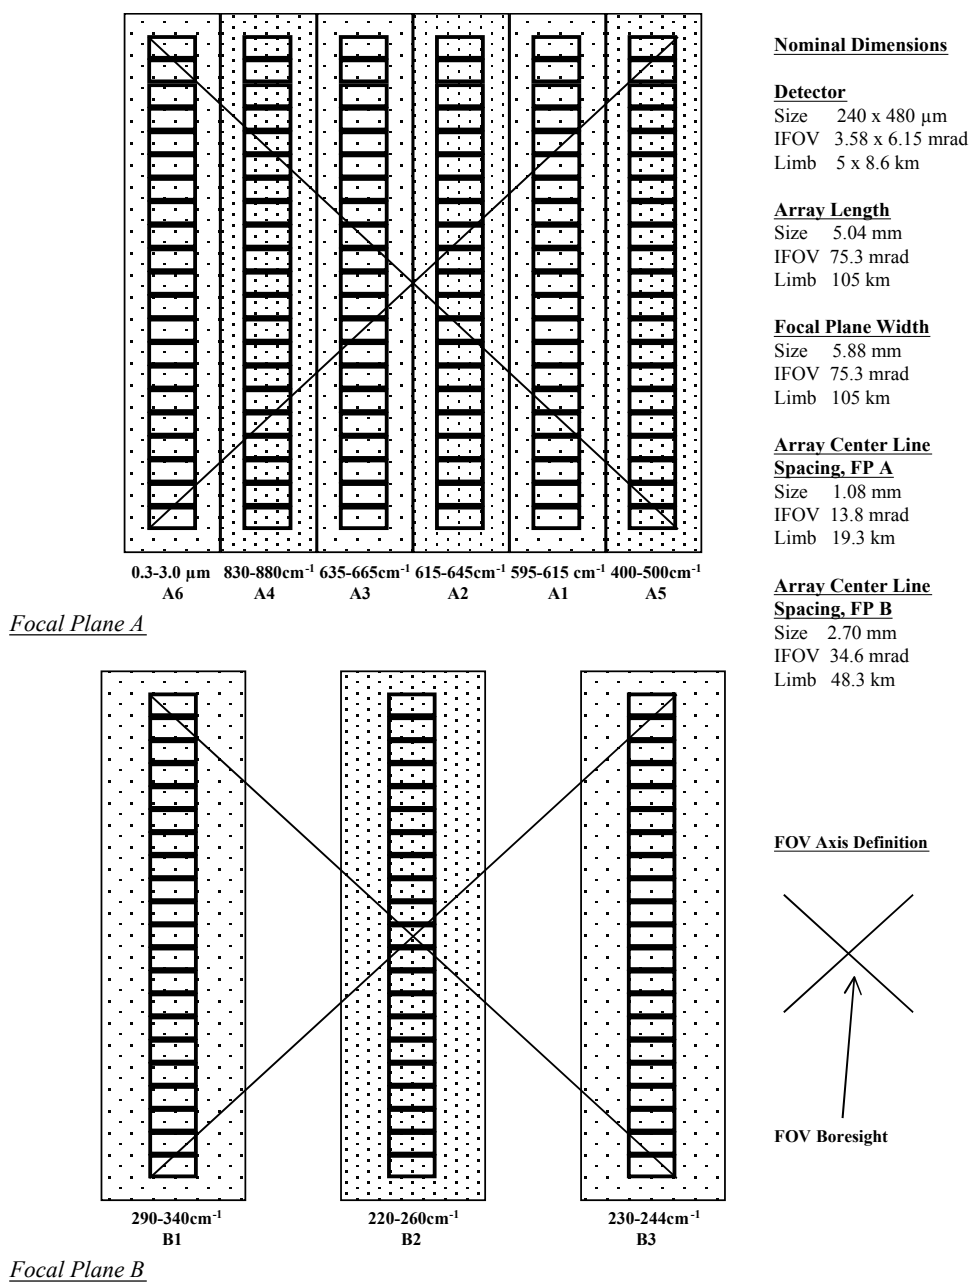 0.3-3.0 µm 830-880cm⁻¹ 635-665cm⁻¹ 615-645cm⁻¹ 595-615 cm⁻¹ 400-500cm⁻¹
A6 A4 A3 A2 A1 A5
Focal Plane A
290-340cm⁻¹ 220-260cm⁻¹ 230-244cm⁻¹
B1 B2 B3
Focal Plane B
Nominal Dimensions
Detector
Size 240 x 480 µm
IFOV 3.58 x 6.15 mrad
Limb 5 x 8.6 km
Array Length
Size 5.04 mm
IFOV 75.3 mrad
Limb 105 km
Focal Plane Width
Size 5.88 mm
IFOV 75.3 mrad
Limb 105 km
Array Center Line
Spacing, FP A
Size 1.08 mm
IFOV 13.8 mrad
Limb 19.3 km
Array Center Line
Spacing, FP B
Size 2.70 mm
IFOV 34.6 mrad
Limb 48.3 km
FOV Axis Definition
FOV Boresight